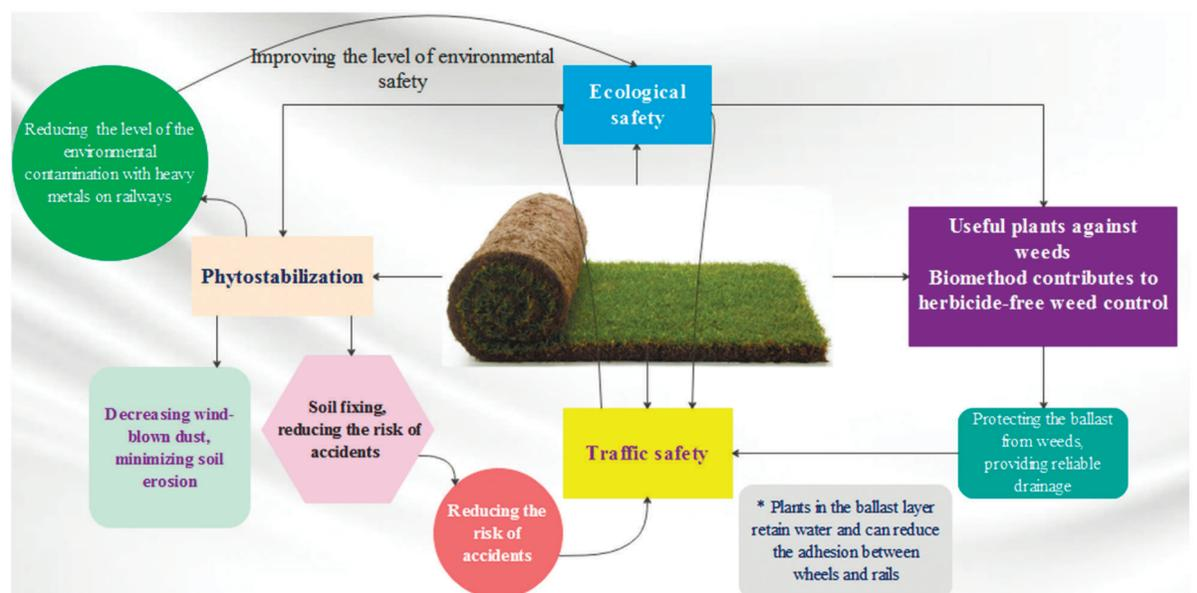 Improving the level of environmental
safety
Ecological
safety
Reducing the level of the
environmental
contamination with heavy
metals on railways
Phytostabilization
Useful plants against
weeds
Biomethod contributes to
herbicide-free weed control
Decreasing wind-
blown dust,
minimizing soil
erosion
Soil fixing,
reducing the risk of
accidents
Traffic safety
Protecting the ballast
from weeds,
providing reliable
drainage
Reducing the
risk of
accidents
* Plants in the ballast layer
retain water and can reduce
the adhesion between
wheels and rails